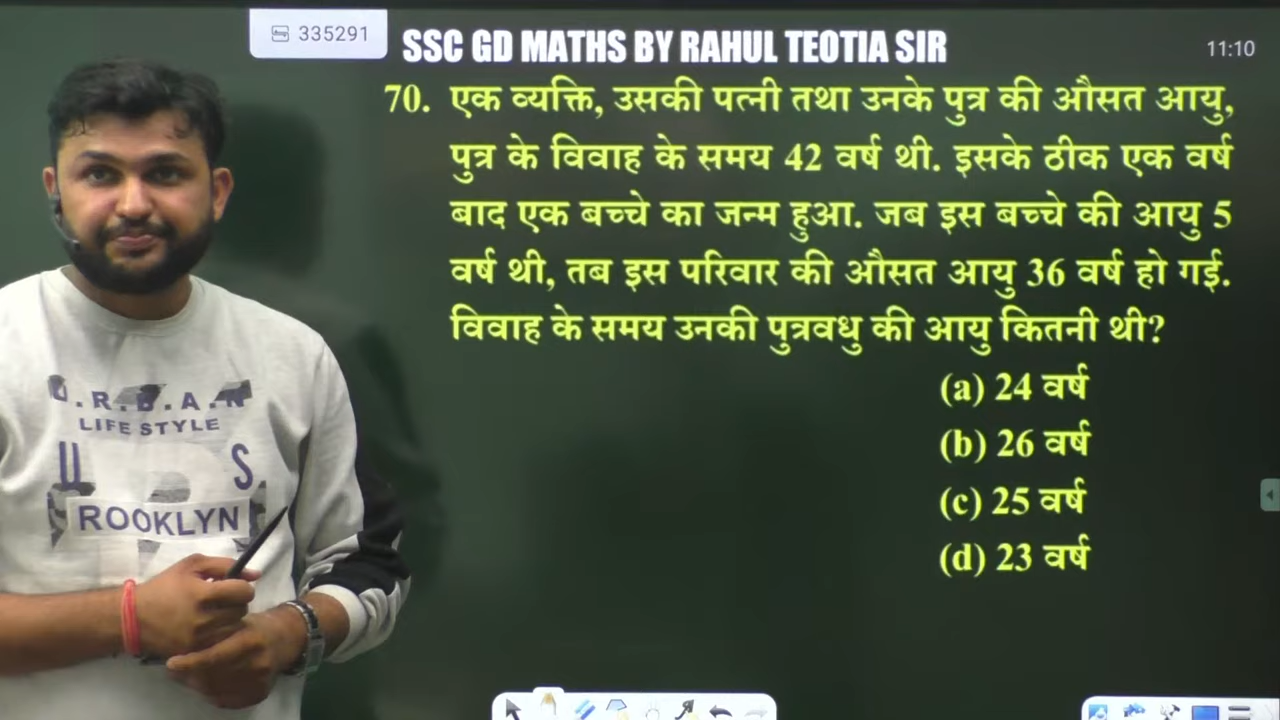 335291
SSC GD MATHS BY RAHUL TEOTIA SIR
11:10
70. एक व्यक्ति, उसकी पत्नी तथा उनके पुत्र की औसत आयु,
पुत्र के विवाह के समय 42 वर्ष थी. इसके ठीक एक वर्ष
बाद एक बच्चे का जन्म हुआ. जब इस बच्चे की आयु 5
वर्ष थी, तब इस परिवार की औसत आयु 36 वर्ष हो गई.
विवाह के समय उनकी पुत्रवधु की आयु कितनी थी?
(a) 24 वर्ष
(b) 26 वर्ष
(c) 25 वर्ष
(d) 23 वर्ष
U.R.B.A.N
LIFE STYLE
U S
ROOKLYN